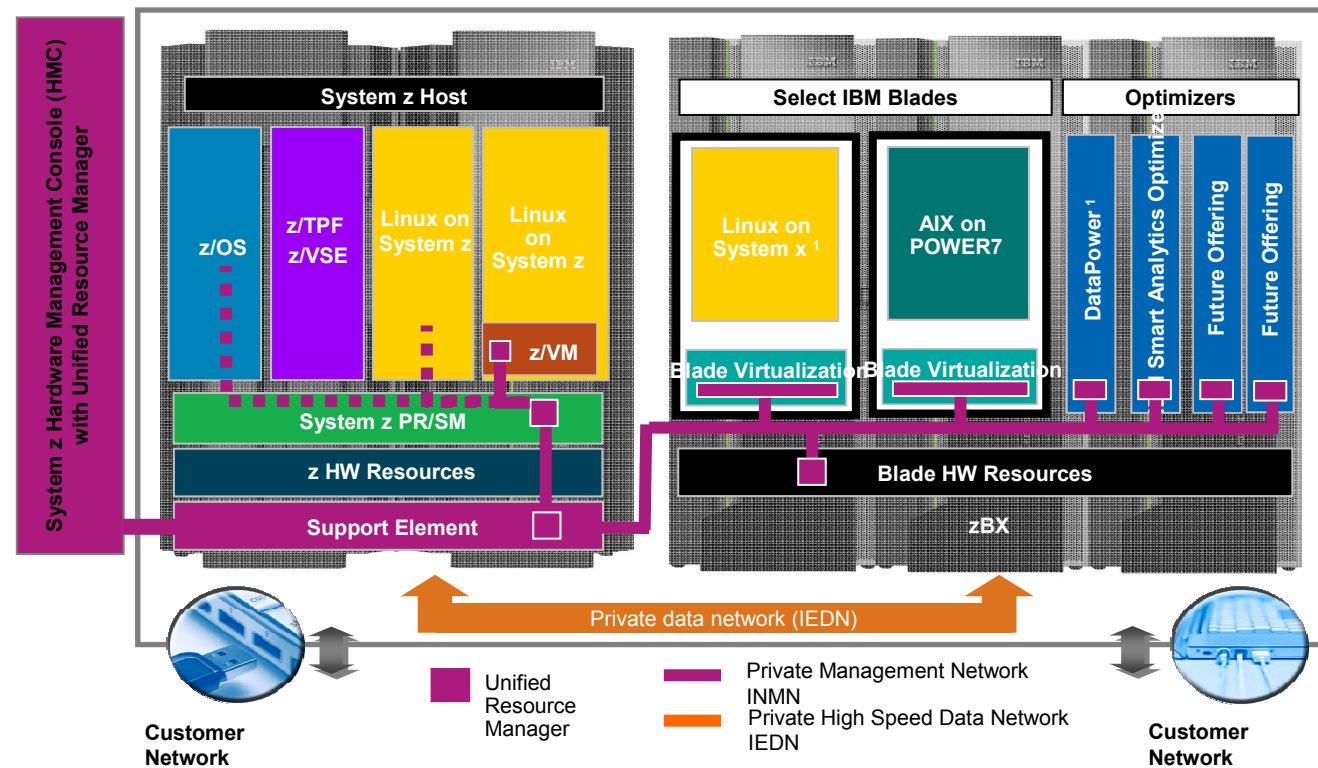 System z Hardware Management Console (HMC)
with Unified Resource Manager
IBM
IBM
IBM
IBM
System z Host
Select IBM Blades
Optimizers
z/OS
z/TPF
z/VSE
Linux on
System z
Linux
on
System z
z/VM
Linux on
System x ¹
AIX on
POWER7
Blade Virtualization
Blade Virtualization
DataPower ¹
Smart Analytics Optimizer
Future Offering
Future Offering
System z PR/SM
z HW Resources
Support Element
Blade HW Resources
zBX
Private data network (IEDN)
Unified
Resource
Manager
Private Management Network
INMN
Private High Speed Data Network
IEDN
Customer
Network
Customer
Network